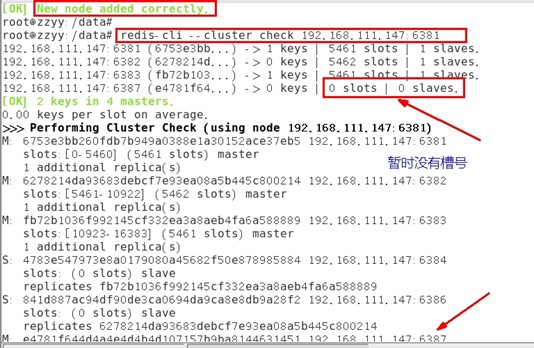 [OK] New node added correctly.
root@zzyy:/data#
root@zzyy:/data# redis-cli --cluster check 192.168.111.147:6381
192.168.111.147:6381 (6753e3bb...) -> 1 keys | 5461 slots | 1 slaves.
192.168.111.147:6382 (6278214d...) -> 0 keys | 5462 slots | 1 slaves.
192.168.111.147:6383 (fb72b103...) -> 1 keys | 5461 slots | 1 slaves.
192.168.111.147:6387 (e4781f64...) -> 0 keys | 0 slots | 0 slaves.
[OK] 2 keys in 4 masters.
0.00 keys per slot on average.
>>> Performing Cluster Check (using node 192.168.111.147:6381)
M: 6753e3bb260fdb7b949a0388e1a30152ace37eb5 192.168.111.147:6381
slots:[0-5460] (5461 slots) master
1 additional replica(s)
暂时没有槽号
M: 6278214da93683debcf7e93ea08a5b445c800214 192.168.111.147:6382
slots:[5461-10922] (5462 slots) master
1 additional replica(s)
M: fb72b1036f992145cf332ea3a8aeb4fa6a588889 192.168.111.147:6383
slots:[10923-16383] (5461 slots) master
1 additional replica(s)
S: 4783e547973e8a0179080a45682f50e878985884 192.168.111.147:6384
slots: (0 slots) slave
replicates fb72b1036f992145cf332ea3a8aeb4fa6a588889
S: 841d887ac94df90de3ca0694da9ca8e8db9a28f2 192.168.111.147:6386
slots: (0 slots) slave
replicates 6278214da93683debcf7e93ea08a5b445c800214
M: 192.168.111.147:6387